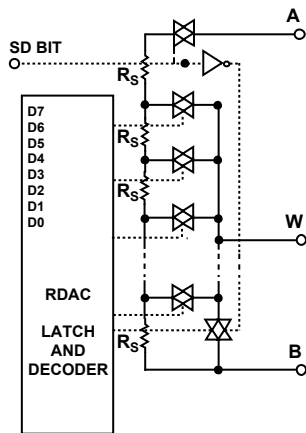 A
SD BIT
RS
D7
D6
D5
D4
D3
D2
D1
D0
RS
RS
W
RDAC
LATCH
AND
DECODER
RS
B